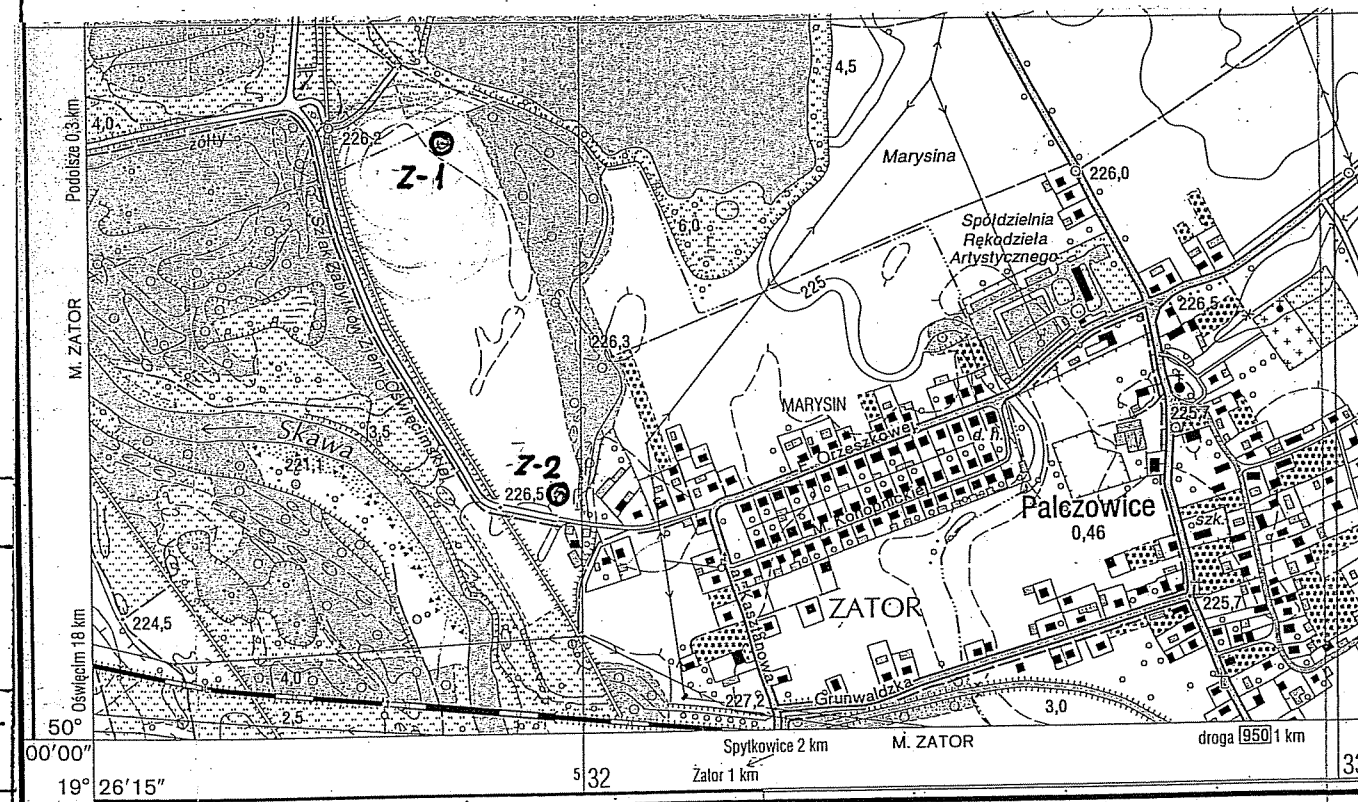 4,5
4,0
żółty
226,2
Z-1
Podolsze 0.3 km
Marysina
226,0
Spółdzielnia
Rękodzieła
Artystycznego
6,0
225
226,5
M. ZATOR
Szlak Zabytków Ziem Oświęcimskiej
226,3
MARYSIN
Orzeszkowej
d. h.
225,7
Skawa
3,5
221,1
Z-2
226,5
Konopnickiej
Palczowice
0,46
szk.
224,5
Kasztanowa
ZATOR
225,7
Oświęcim 18 km
4,0
2,5
227,2
Grunwaldzka
3,0
50°
00'00"
Spytkowice 2 km
M. ZATOR
droga 950 1 km
Zator 1 km
19° 26'15"
5 32
33